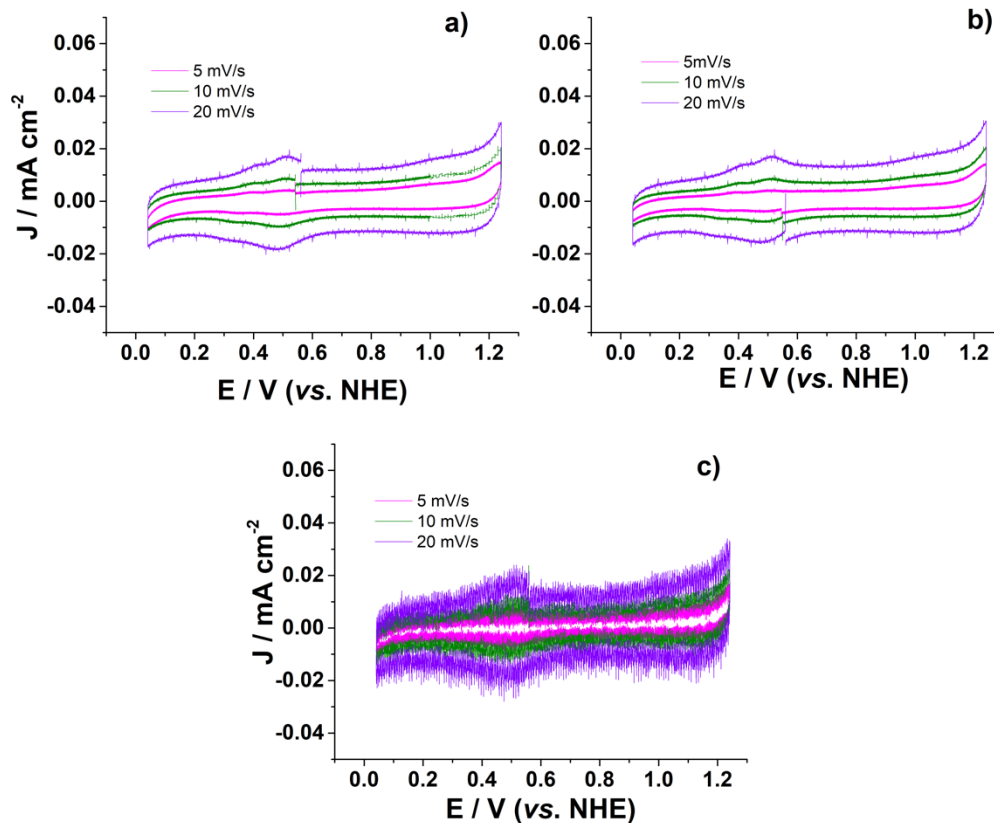 a)
0.06
0.04
0.02
0.00
-0.02
-0.04
J / mA cm⁻²
5 mV/s
10 mV/s
20 mV/s
0.0 0.2 0.4 0.6 0.8 1.0 1.2
E / V (vs. NHE)
b)
0.06
0.04
0.02
0.00
-0.02
-0.04
J / mA cm⁻²
5mV/s
10 mV/s
20 mV/s
0.0 0.2 0.4 0.6 0.8 1.0 1.2
E / V (vs. NHE)
c)
0.06
0.04
0.02
0.00
-0.02
-0.04
J / mA cm⁻²
5 mV/s
10 mV/s
20 mV/s
0.0 0.2 0.4 0.6 0.8 1.0 1.2
E / V (vs. NHE)